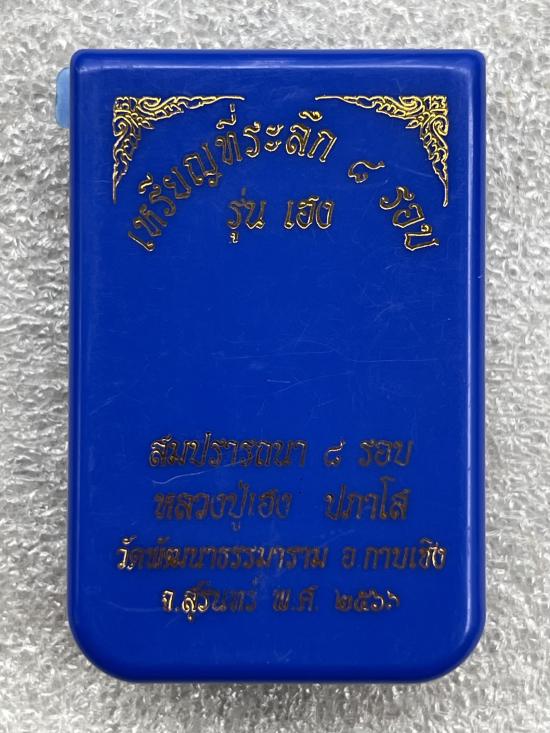 เหรียญที่ระลึก ๘ รอบ
รุ่น เฮง
สมปรารถนา ๘ รอบ
หลวงปู่เฮง ปภาโส
วัดพัฒนาธรรมาราม อ.กาบเชิง
จ.สุรินทร์ พ.ศ. ๒๕๖๖